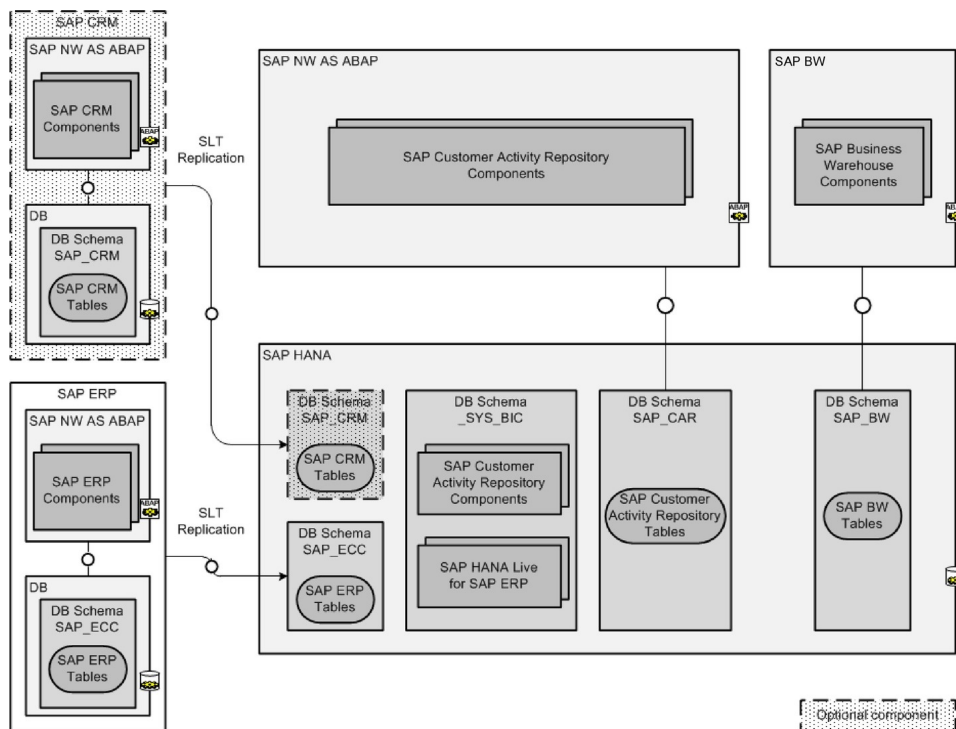 SAP CRM
SAP NW AS ABAP
SAP CRM
Components
ABAP
DB
DB Schema
SAP_CRM
SAP CRM
Tables
SLT
Replication
SAP NW AS ABAP
SAP Customer Activity Repository
Components
ABAP
SAP BW
SAP Business
Warehouse
Components
ABAP
SAP ERP
SAP NW AS ABAP
SAP ERP
Components
ABAP
DB
DB Schema
SAP_ECC
SAP ERP
Tables
SLT
Replication
SAP HANA
DB Schema
SAP_CRM
SAP CRM
Tables
DB Schema
SAP_ECC
SAP ERP
Tables
DB Schema
_SYS_BIC
SAP Customer
Activity Repository
Components
SAP HANA Live
for SAP ERP
DB Schema
SAP_CAR
SAP Customer
Activity Repository
Tables
DB Schema
SAP_BW
SAP BW
Tables
Optional component